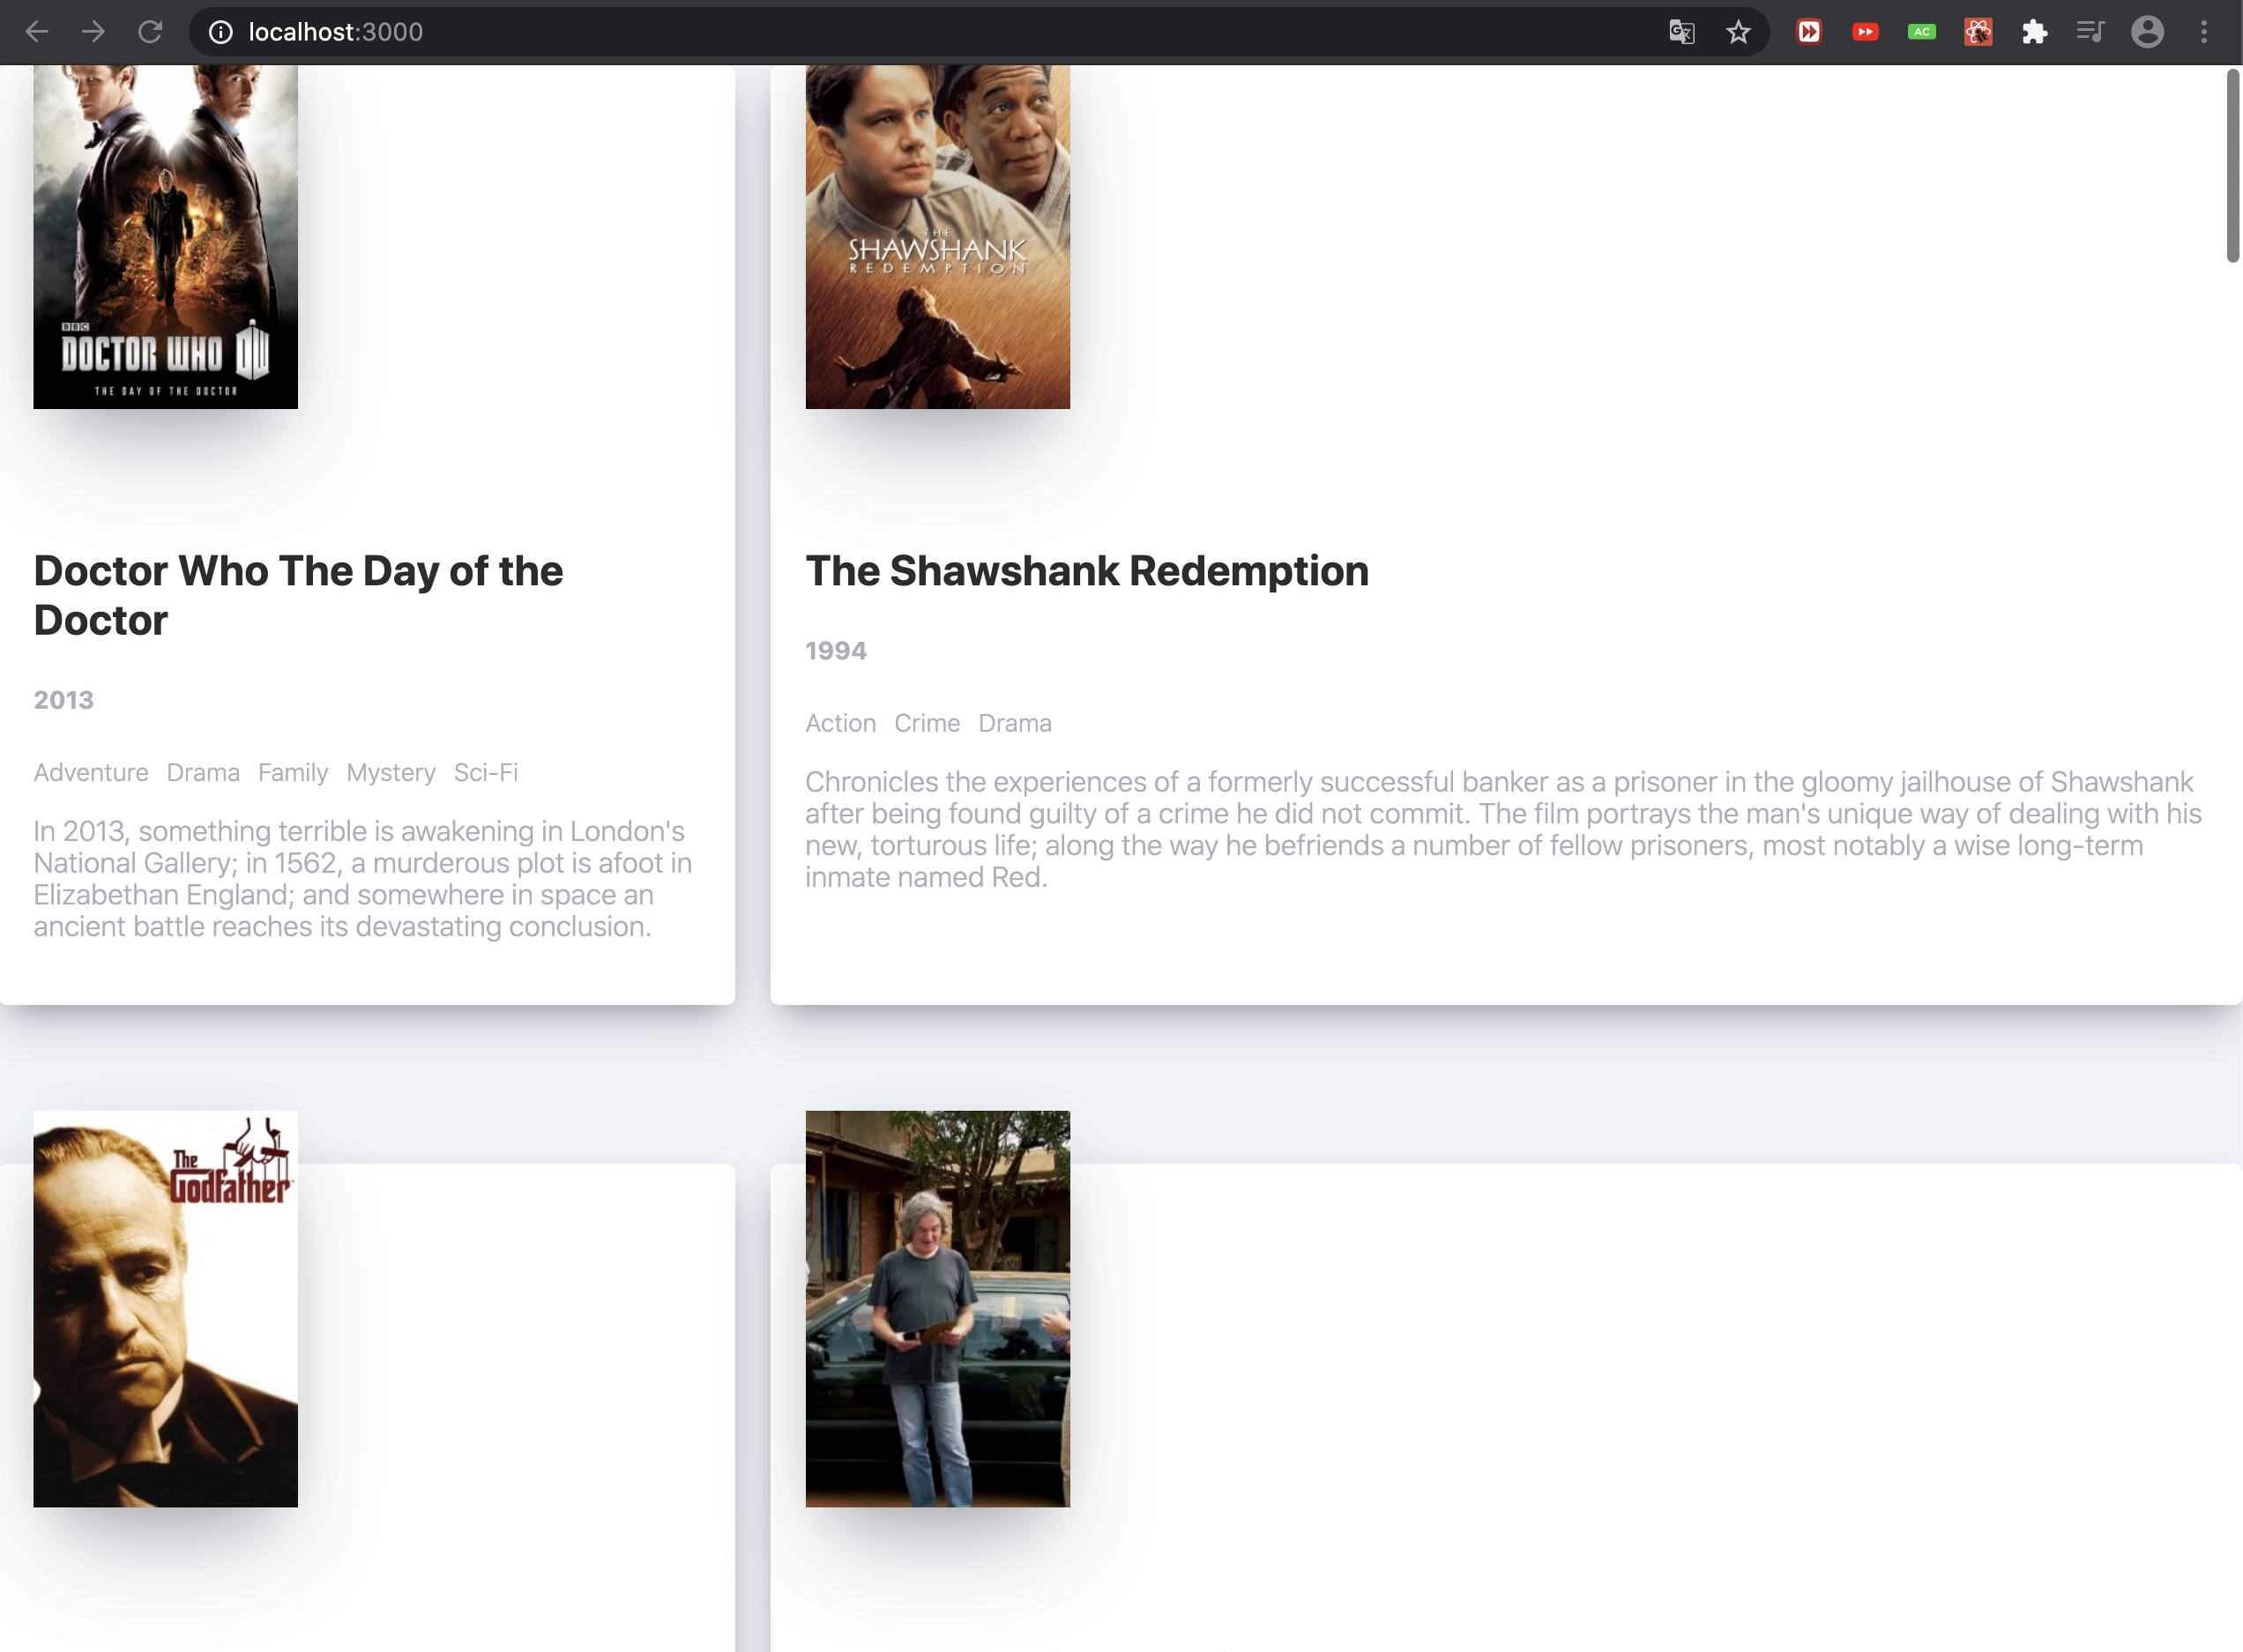 localhost:3000
AC
BBC
DOCTOR WHO DW
THE DAY OF THE DOCTOR
THE
SHAWSHANK
REDEMPTION
Doctor Who The Day of the
Doctor
2013
Adventure Drama Family Mystery Sci-Fi
In 2013, something terrible is awakening in London's
National Gallery; in 1562, a murderous plot is afoot in
Elizabethan England; and somewhere in space an
ancient battle reaches its devastating conclusion.
The Shawshank Redemption
1994
Action Crime Drama
Chronicles the experiences of a formerly successful banker as a prisoner in the gloomy jailhouse of Shawshank
after being found guilty of a crime he did not commit. The film portrays the man's unique way of dealing with his
new, torturous life; along the way he befriends a number of fellow prisoners, most notably a wise long-term
inmate named Red.
The
Godfather